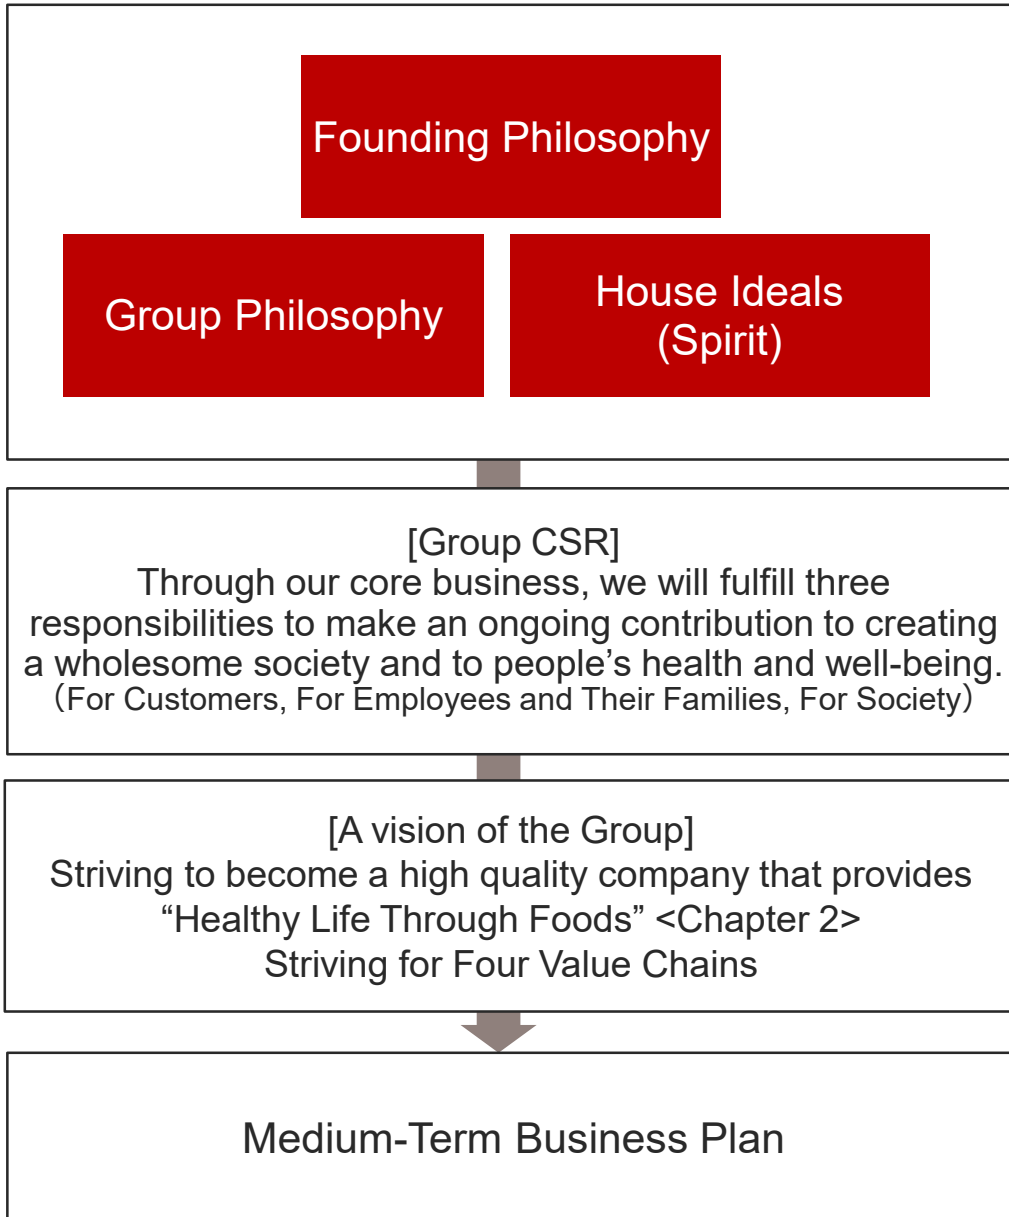 Founding Philosophy
Group Philosophy
House Ideals
(Spirit)
[Group CSR]
Through our core business, we will fulfill three
responsibilities to make an ongoing contribution to creating
a wholesome society and to people’s health and well-being.
（For Customers, For Employees and Their Families, For Society）
[A vision of the Group]
Striving to become a high quality company that provides
“Healthy Life Through Foods” <Chapter 2>
Striving for Four Value Chains
Medium-Term Business Plan